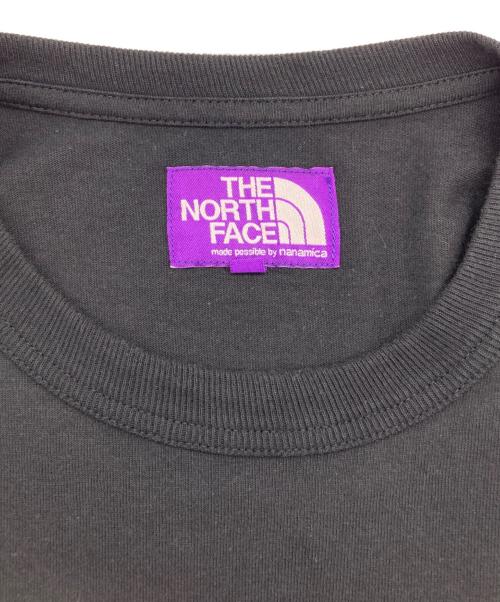 THE
NORTH
FACE
made possible by nanamica